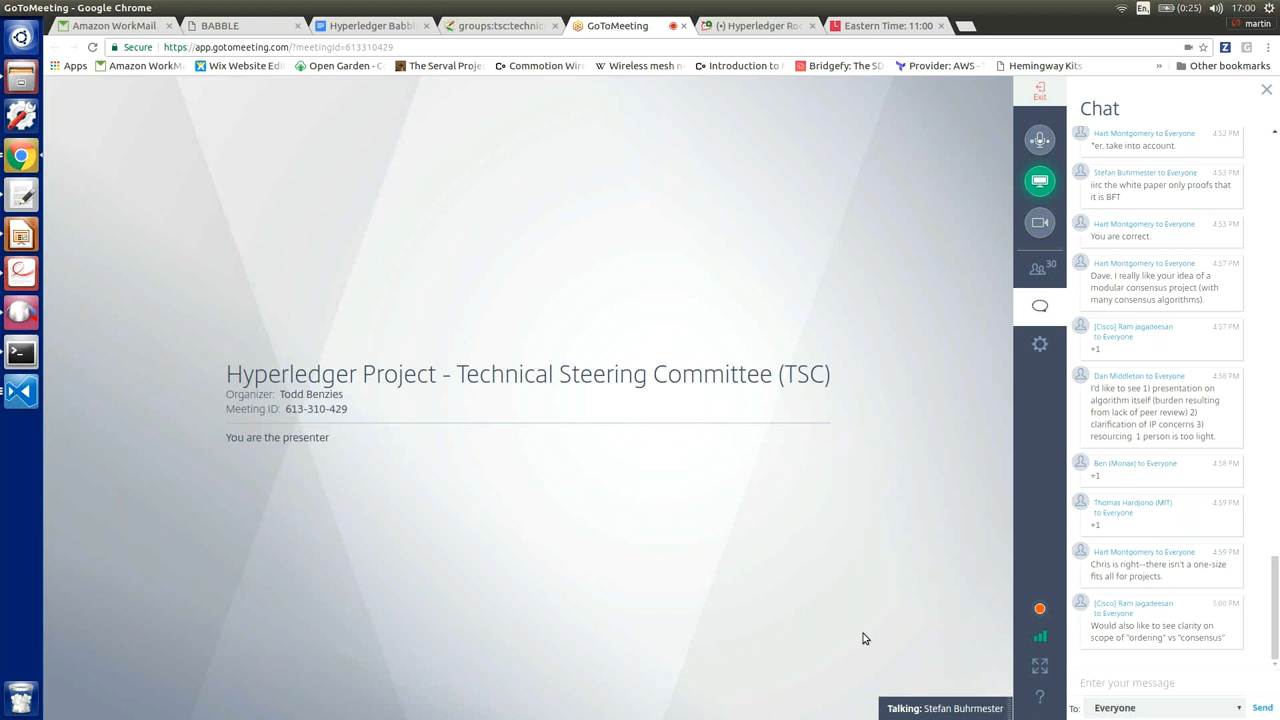 GoToMeeting - Google Chrome
En
(0:25)
17:00
Amazon WorkMail
BABBLE
Hyperledger Babb
groups:tsc:technic
GoToMeeting
(•) Hyperledger Ro
Eastern Time: 11:00
martin
Secure
https://app.gotomeeting.com/?meetingId=613310429
Apps
Amazon WorkM
Wix Website Edi
Open Garden - C
The Serval Proje
Commotion Wire
Wireless mesh n
Introduction to
Bridgefy: The SD
Provider: AWS -
Hemingway Kits
»
Other bookmarks
Hyperledger Project - Technical Steering Committee (TSC)
Organizer: Todd Benzies
Meeting ID: 613-310-429
You are the presenter
Talking: Stefan Buhrmester
Exit
30
?
Chat
Hart Montgomery to Everyone 4:52 PM
*er, take into account.
Stefan Buhrmester to Everyone 4:53 PM
iirc the white paper only proofs that
it is BFT
Hart Montgomery to Everyone 4:53 PM
You are correct.
Hart Montgomery to Everyone 4:57 PM
Dave, I really like your idea of a
modular consensus project (with
many consensus algorithms).
[Cisco] Ram Jagadeesan 4:57 PM
to Everyone
+1
Dan Middleton to Everyone 4:58 PM
I'd like to see 1) presentation on
algorithm itself (burden resulting
from lack of peer review) 2)
clarification of IP concerns 3)
resourcing. 1 person is too light.
Ben (Monax) to Everyone 4:58 PM
+1
Thomas Hardjono (MIT) 4:59 PM
to Everyone
+1
Hart Montgomery to Everyone 4:59 PM
Chris is right--there isn't a one-size
fits all for projects.
[Cisco] Ram Jagadeesan 5:00 PM
to Everyone
Would also like to see clarity on
scope of "ordering" vs "consensus"
Enter your message
To: Everyone Send